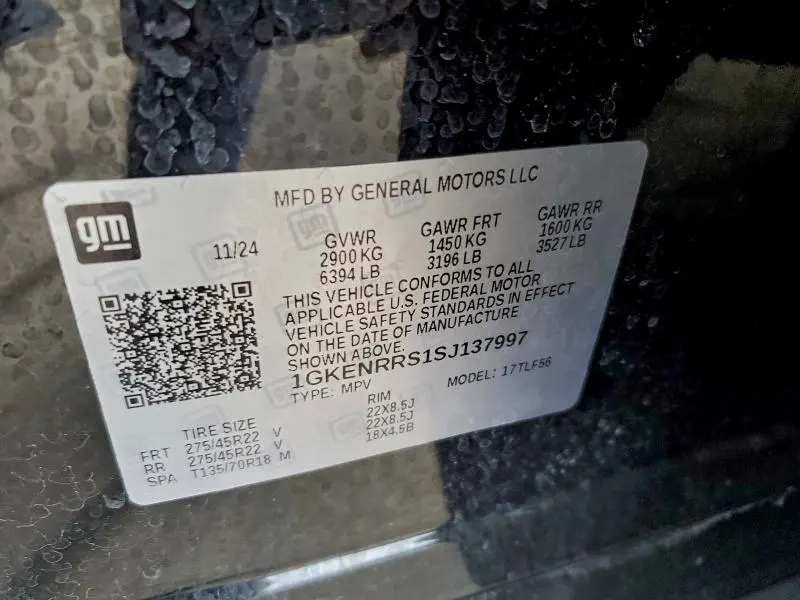 MFD BY GENERAL MOTORS LLC
gm
11/24
GVWR GAWR FRT GAWR RR
2900 KG 1450 KG 1600 KG
6394 LB 3196 LB 3527 LB
THIS VEHICLE CONFORMS TO ALL
APPLICABLE U.S. FEDERAL MOTOR
VEHICLE SAFETY STANDARDS IN EFFECT
ON THE DATE OF MANUFACTURE
SHOWN ABOVE.
1GKENRRS1SJ137997
TYPE: MPV MODEL: 17TLF56
TIRE SIZE RIM
FRT 275/45R22 V 22X8.5J
RR 275/45R22 V 22X8.5J
SPA T135/70R18 M 18X4.5B